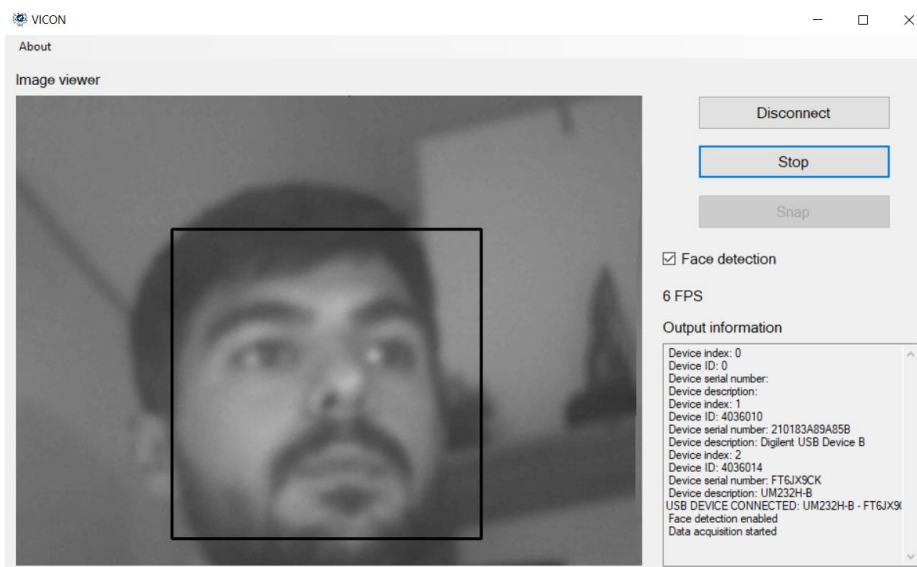 VICON
About
Image viewer
Disconnect
Stop
Snap
Face detection
6 FPS
Output information
Device index: 0
Device ID: 0
Device serial number:
Device description:
Device index: 1
Device ID: 4036010
Device serial number: 210183A89A85B
Device description: Digilent USB Device B
Device index: 2
Device ID: 4036014
Device serial number: FT6JX9CK
Device description: UM232H-B
USB DEVICE CONNECTED: UM232H-B - FT6JX9
Face detection enabled
Data acquisition started